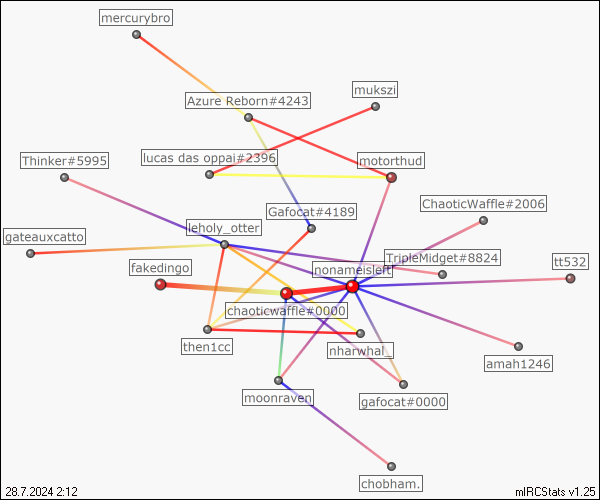 mercurybro
mukszi
Azure Reborn#4243
lucas das oppai#2396
Thinker#5995
motorthud
ChaoticWaffle#2006
Gafocat#4189
leholy_otter
gateauxcatto
TripleMidget#8824
fakedingo
nonameisleft
tt532
chaoticwaffle#0000
then1cc
nharwhal_
amah1246
moonraven
gafocat#0000
chobham.
28.7.2024 2:12
mIRCStats v1.25